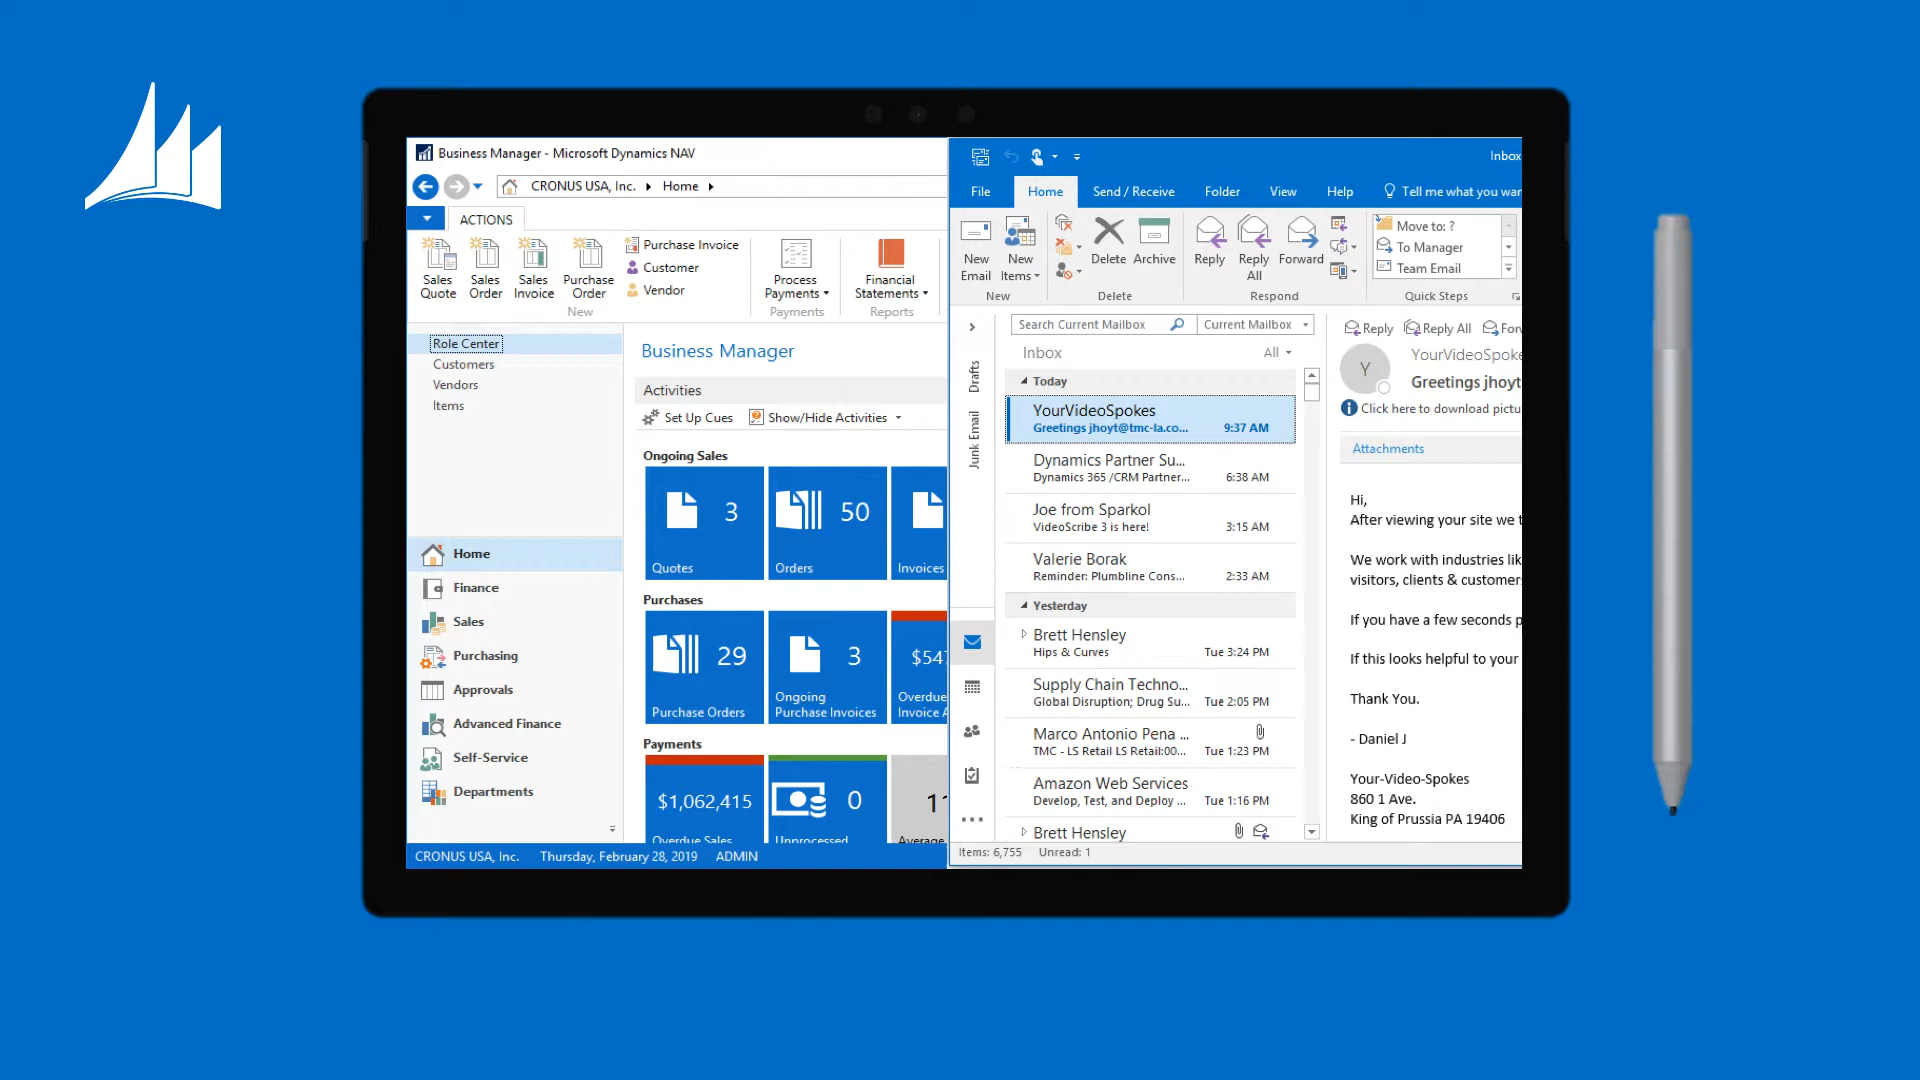 Business Manager - Microsoft Dynamics NAV
CRONUS USA, Inc. ▸ Home ▸
ACTIONS
Sales Quote
Sales Order
Sales Invoice
Purchase Order
Purchase Invoice
Customer
Vendor
New
Process Payments
Payments
Financial Statements
Reports
Role Center
Customers
Vendors
Items
Home
Finance
Sales
Purchasing
Approvals
Advanced Finance
Self-Service
Departments
Business Manager
Activities
Set Up Cues
Show/Hide Activities
Ongoing Sales
3
Quotes
50
Orders
Invoices
Purchases
29
Purchase Orders
3
Ongoing
Purchase Invoices
$547
Overdue
Invoice A
Payments
$1,062,415
Overdue Sales
0
Unprocessed
11
Average
CRONUS USA, Inc. Thursday, February 28, 2019 ADMIN
Inbox
File Home Send / Receive Folder View Help Tell me what you wan
New Email
New Items
New
Delete
Archive
Delete
Reply
Reply All
Forward
Respond
Move to: ?
To Manager
Team Email
Quick Steps
Drafts
Junk Email
Search Current Mailbox
Current Mailbox
Inbox
All
Today
YourVideoSpokes
Greetings jhoyt@tmc-la.co... 9:37 AM
Dynamics Partner Su...
Dynamics 365 /CRM Partner... 6:38 AM
Joe from Sparkol
VideoScribe 3 is here! 3:15 AM
Valerie Borak
Reminder: Plumbline Cons... 2:33 AM
Yesterday
Brett Hensley
Hips & Curves Tue 3:24 PM
Supply Chain Techno...
Global Disruption; Drug Su... Tue 2:05 PM
Marco Antonio Pena ...
TMC - LS Retail LS Retail:00... Tue 1:23 PM
Amazon Web Services
Develop, Test, and Deploy ... Tue 1:16 PM
Brett Hensley
Items: 6,755 Unread: 1
Reply Reply All For
Y
YourVideoSpoke
Greetings jhoyt
Click here to download pictu
Attachments
Hi,
After viewing your site we t
We work with industries lik
visitors, clients & customers
If you have a few seconds p
If this looks helpful to your
Thank You.
- Daniel J
Your-Video-Spokes
860 1 Ave.
King of Prussia PA 19406